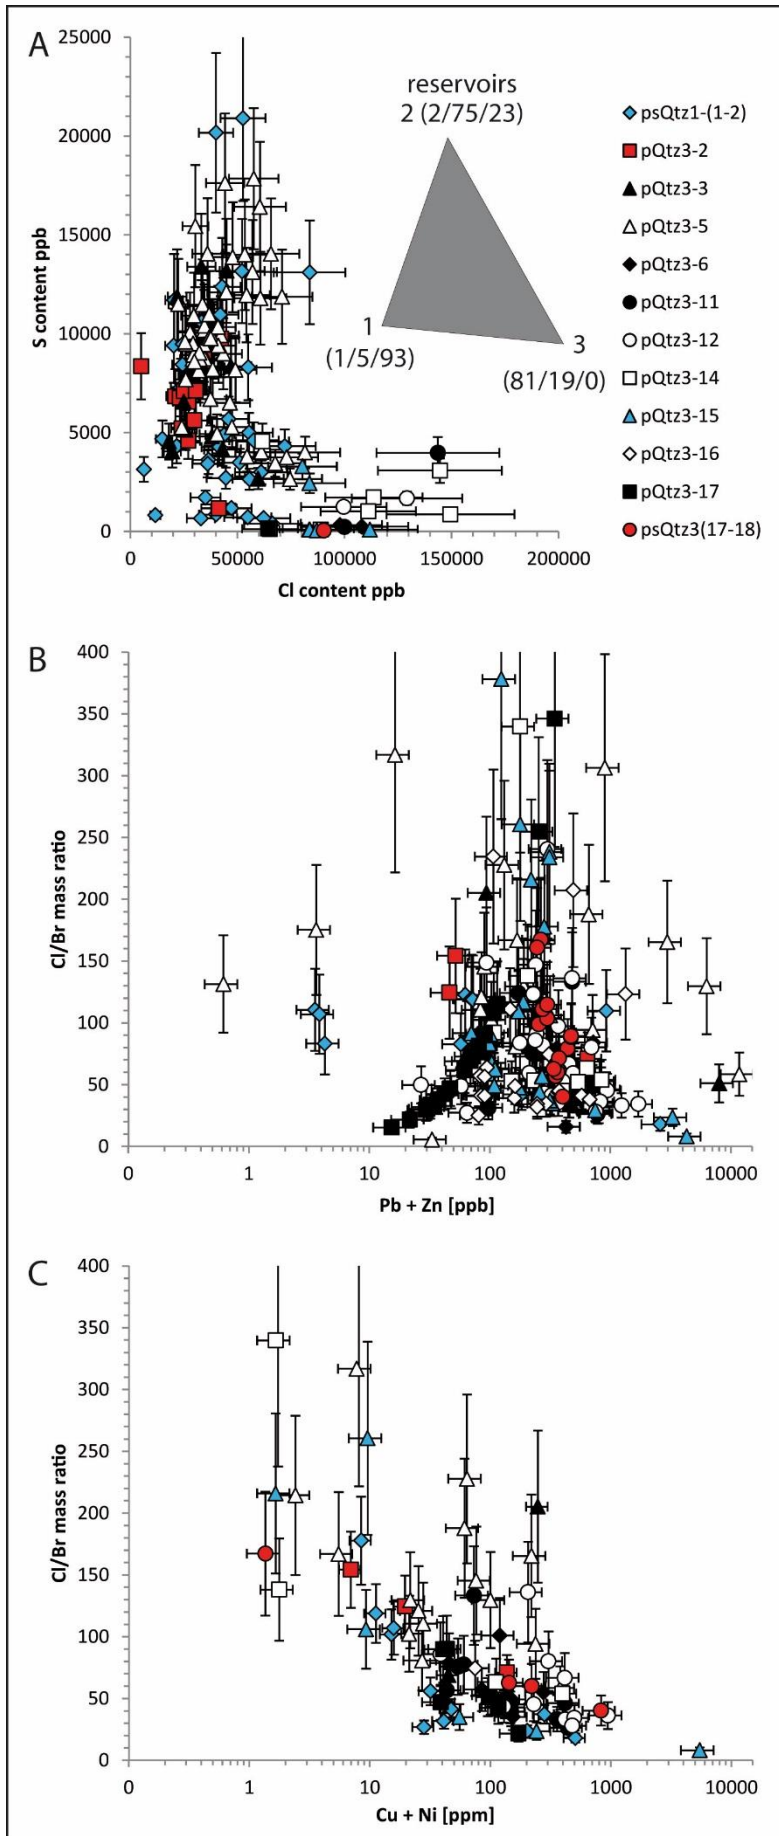 A
25000
20000
15000
10000
5000
0
S content ppb
0
50000
100000
150000
200000
Cl content ppb
reservoirs
2 (2/75/23)
1
(1/5/93)
3
(81/19/0)
psQtz1-(1-2)
pQtz3-2
pQtz3-3
pQtz3-5
pQtz3-6
pQtz3-11
pQtz3-12
pQtz3-14
pQtz3-15
pQtz3-16
pQtz3-17
psQtz3(17-18)
B
400
350
300
250
200
150
100
50
0
Cl/Br mass ratio
0
1
10
100
1000
10000
Pb + Zn [ppb]
C
400
350
300
250
200
150
100
50
0
Cl/Br mass ratio
0
1
10
100
1000
10000
Cu + Ni [ppm]